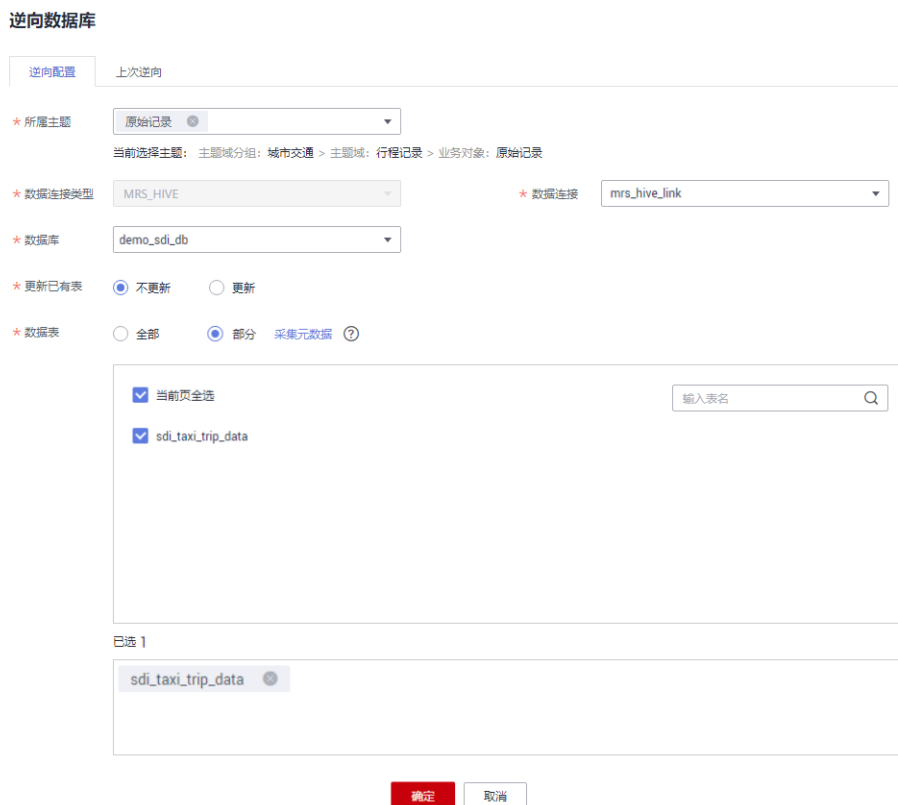 逆向数据库
逆向配置 上次逆向
* 所属主题 原始记录
当前选择主题： 主题域分组：城市交通 > 主题域：行程记录 > 业务对象：原始记录
* 数据连接类型 MRS_HIVE * 数据连接 mrs_hive_link
* 数据库 demo_sdi_db
* 更新已有表 不更新 更新
* 数据表 全部 部分 采集元数据 ?
当前页全选 输入表名
sdi_taxi_trip_data
已选 1
sdi_taxi_trip_data
确定 取消